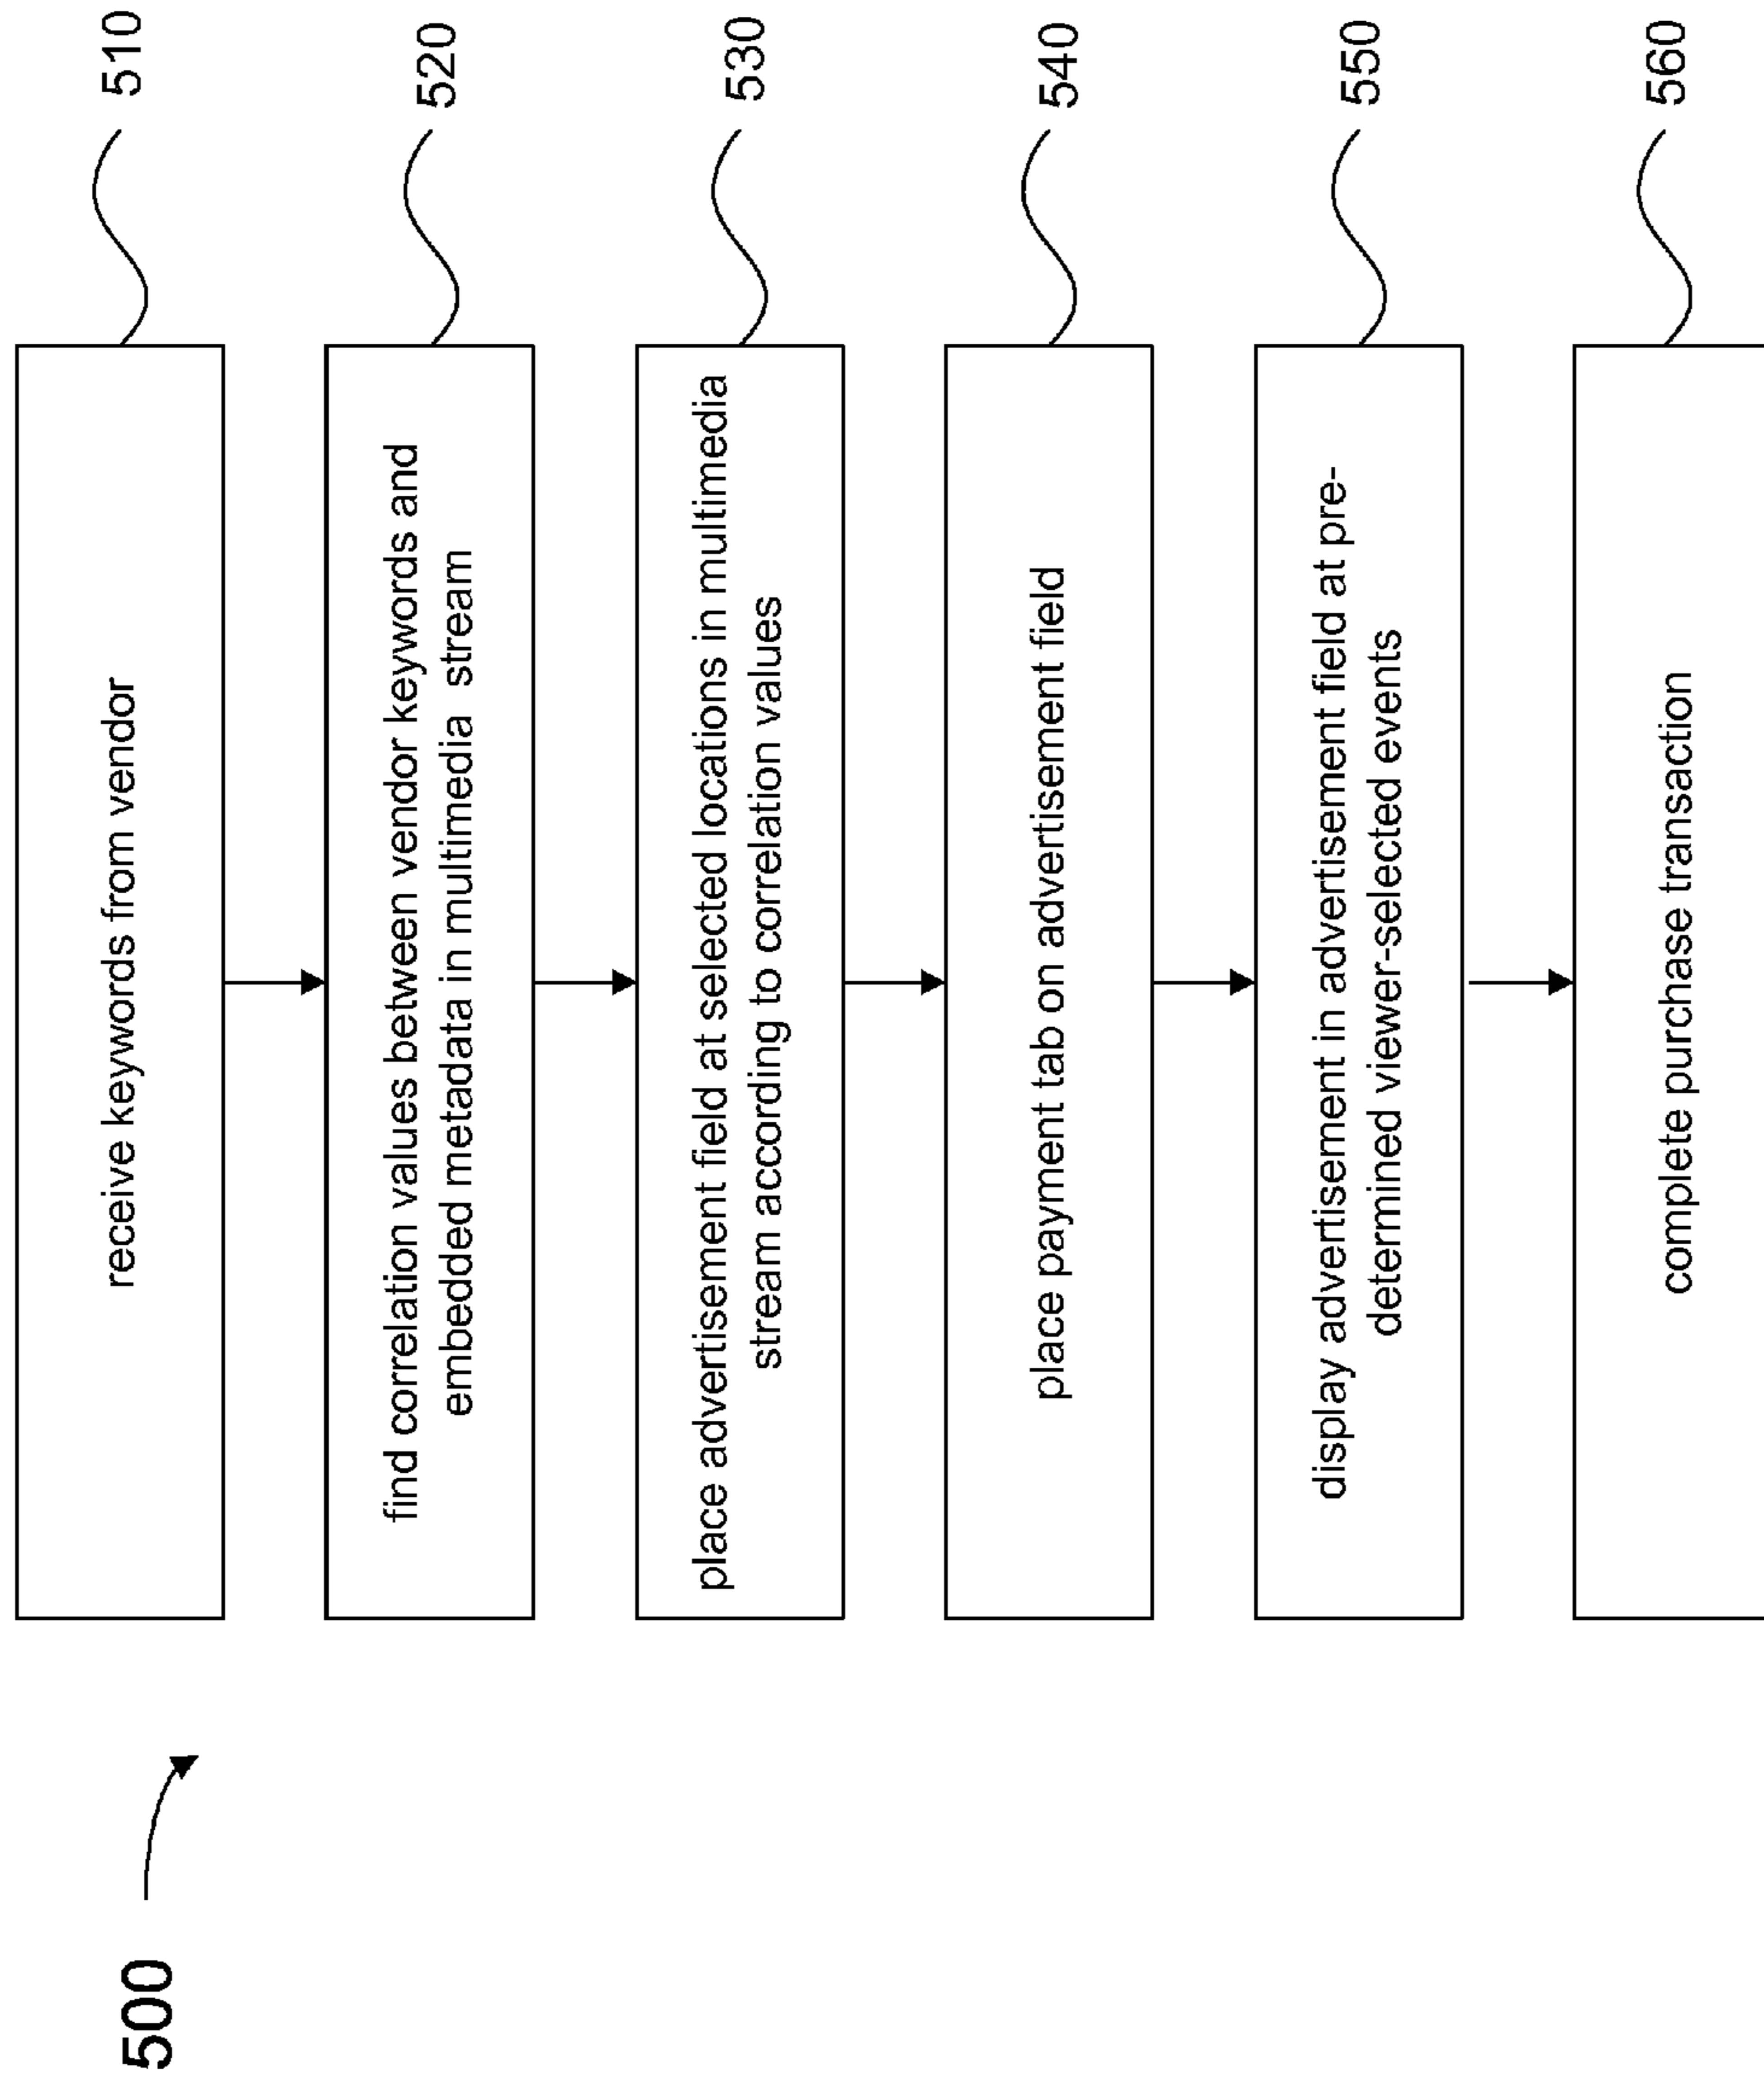 500
receive keywords from vendor
510
find correlation values between vendor keywords and
embedded metadata in multimedia stream
520
place advertisement field at selected locations in multimedia
stream according to correlation values
530
place payment tab on advertisement field
540
display advertisement in advertisement field at pre-
determined viewer-selected events
550
complete purchase transaction
560